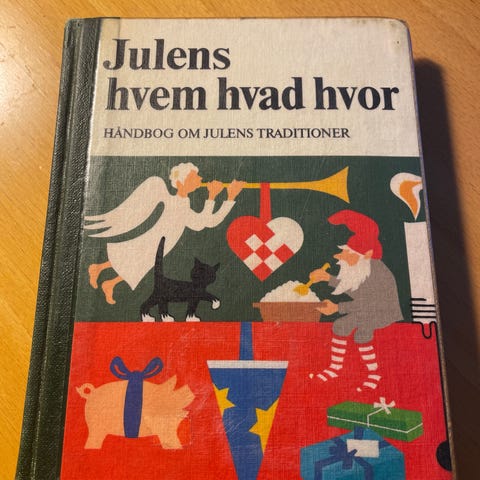 Julens
hvem hvad hvor
HÅNDBOG OM JULENS TRADITIONER